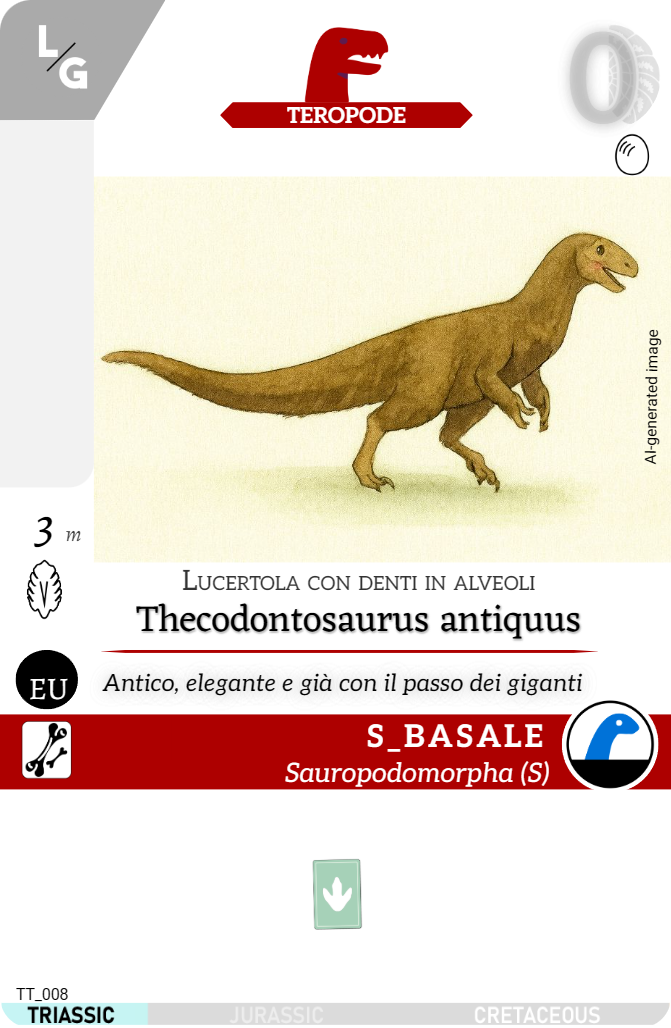 L/G
TEROPODE
0
AI-generated image
3 m
Lucertola con denti in alveoli
Thecodontosaurus antiquus
EU
Antico, elegante e già con il passo dei giganti
S_BASALE
Sauropodomorpha (S)
TT_008
TRIASSIC JURASSIC CRETACEOUS